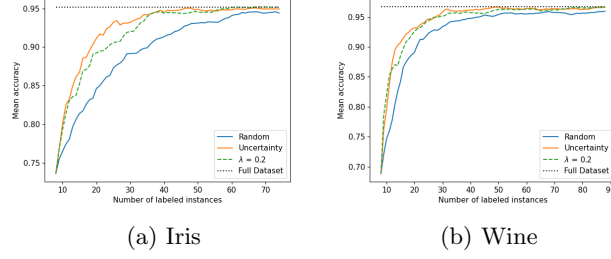 0.95
0.90
0.85
0.80
0.75
Mean accuracy
10 20 30 40 50 60 70
Number of labeled instances
Random
Uncertainty
λ = 0.2
Full Dataset
(a) Iris
0.95
0.90
0.85
0.80
0.75
0.70
Mean accuracy
10 20 30 40 50 60 70 80
Number of labeled instances
Random
Uncertainty
λ = 0.2
Full Dataset
(b) Wine